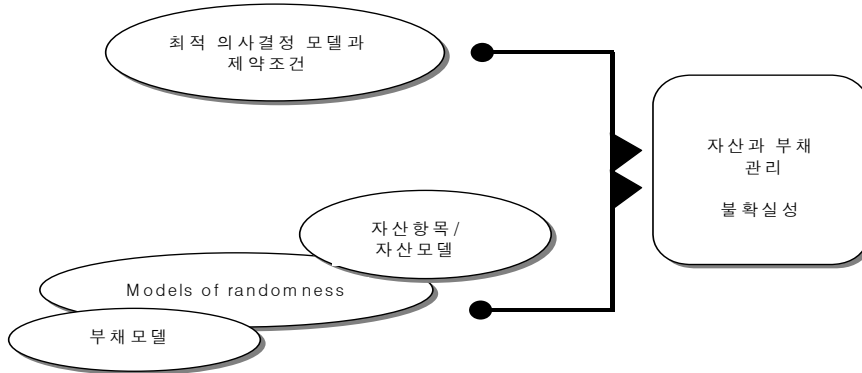 최적 의사결정 모델과
제약조건
자산과 부채
관리
불확실성
자산항목/
자산모델
Models of randomness
부채모델